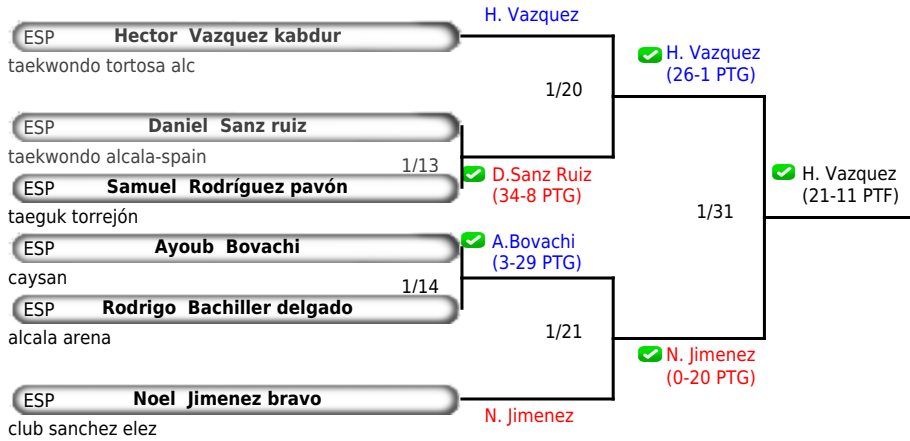 H. Vazquez
ESP Hector Vazquez kabdur
taekwondo tortosa alc
H. Vazquez
(26-1 PTG)
1/20
ESP Daniel Sanz ruiz
taekwondo alcala-spain
1/13
D.Sanz Ruiz
(34-8 PTG)
ESP Samuel Rodríguez pavón
taeguk torrejón
H. Vazquez
(21-11 PTF)
1/31
ESP Ayoub Bovachi
caysan
A.Bovachi
(3-29 PTG)
1/14
ESP Rodrigo Bachiller delgado
alcala arena
1/21
N. Jimenez
(0-20 PTG)
ESP Noel Jimenez bravo
club sanchez elez
N. Jimenez